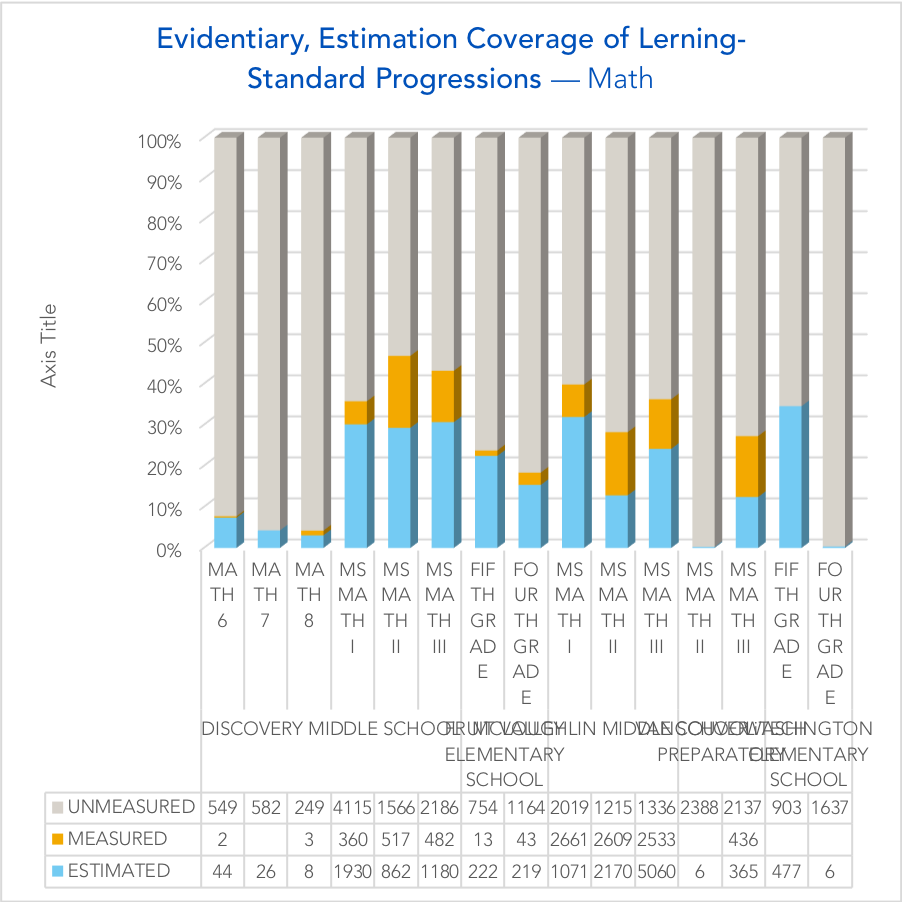 Evidentiary, Estimation Coverage of Lerning-
Standard Progressions — Math
Axis Title
100%
90%
80%
70%
60%
50%
40%
30%
20%
10%
0%
MA MA MA MS MS MS FIF FO MS MS MS MS MS FIF FO
TH TH TH MA MA MA TH UR MA MA MA MA MA TH UR
6 7 8 TH TH TH GR TH TH TH TH TH TH GR TH
I II III AD GR I II III II III AD GR
E AD E AD
E E
DISCOVERY MIDDLE SCHOOL FRUIT VALLEY MIDDLE WASHINGTON
ELEMENTARY PREPARATORY ELEMENTARY
SCHOOL SCHOOL
UNMEASURED 549 582 249 4115 1566 2186 754 1164 2019 1215 1336 2388 2137 903 1637
MEASURED 2 3 360 517 482 13 43 2661 2609 2533 436
ESTIMATED 44 26 8 1930 862 1180 222 219 1071 2170 5060 6 365 477 6